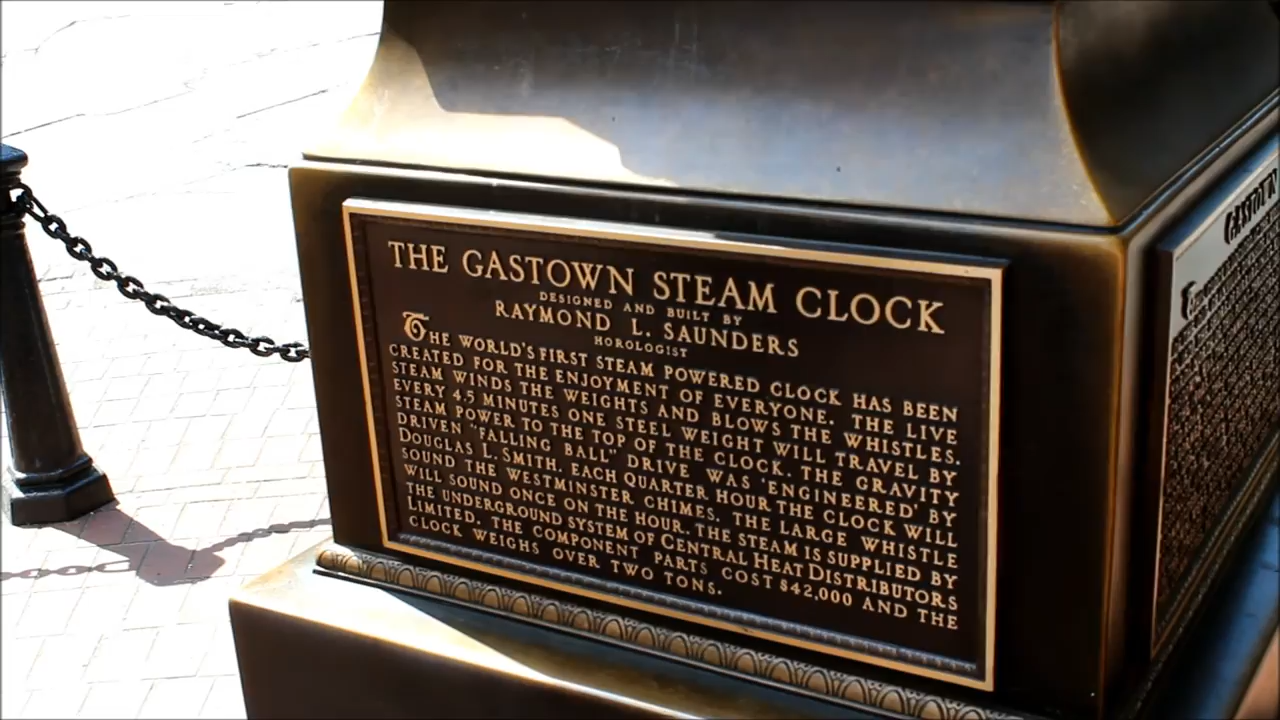 THE GASTOWN STEAM CLOCK
DESIGNED AND BUILT BY
RAYMOND L. SAUNDERS
HOROLOGIST
THE WORLD'S FIRST STEAM POWERED CLOCK HAS BEEN
CREATED FOR THE ENJOYMENT OF EVERYONE. THE LIVE
STEAM WINDS THE WEIGHTS AND BLOWS THE WHISTLES.
EVERY 4.5 MINUTES ONE STEEL WEIGHT WILL TRAVEL BY
STEAM POWER TO THE TOP OF THE CLOCK. THE GRAVITY
DRIVEN "FALLING BALL" DRIVE WAS 'ENGINEERED' BY
DOUGLAS L. SMITH. EACH QUARTER HOUR THE CLOCK WILL
SOUND THE WESTMINSTER CHIMES. THE LARGE WHISTLE
WILL SOUND ONCE ON THE HOUR. THE STEAM IS SUPPLIED BY
THE UNDERGROUND SYSTEM OF CENTRAL HEAT DISTRIBUTORS
LIMITED. THE COMPONENT PARTS COST $42,000 AND THE
CLOCK WEIGHS OVER TWO TONS.
GASTOWN